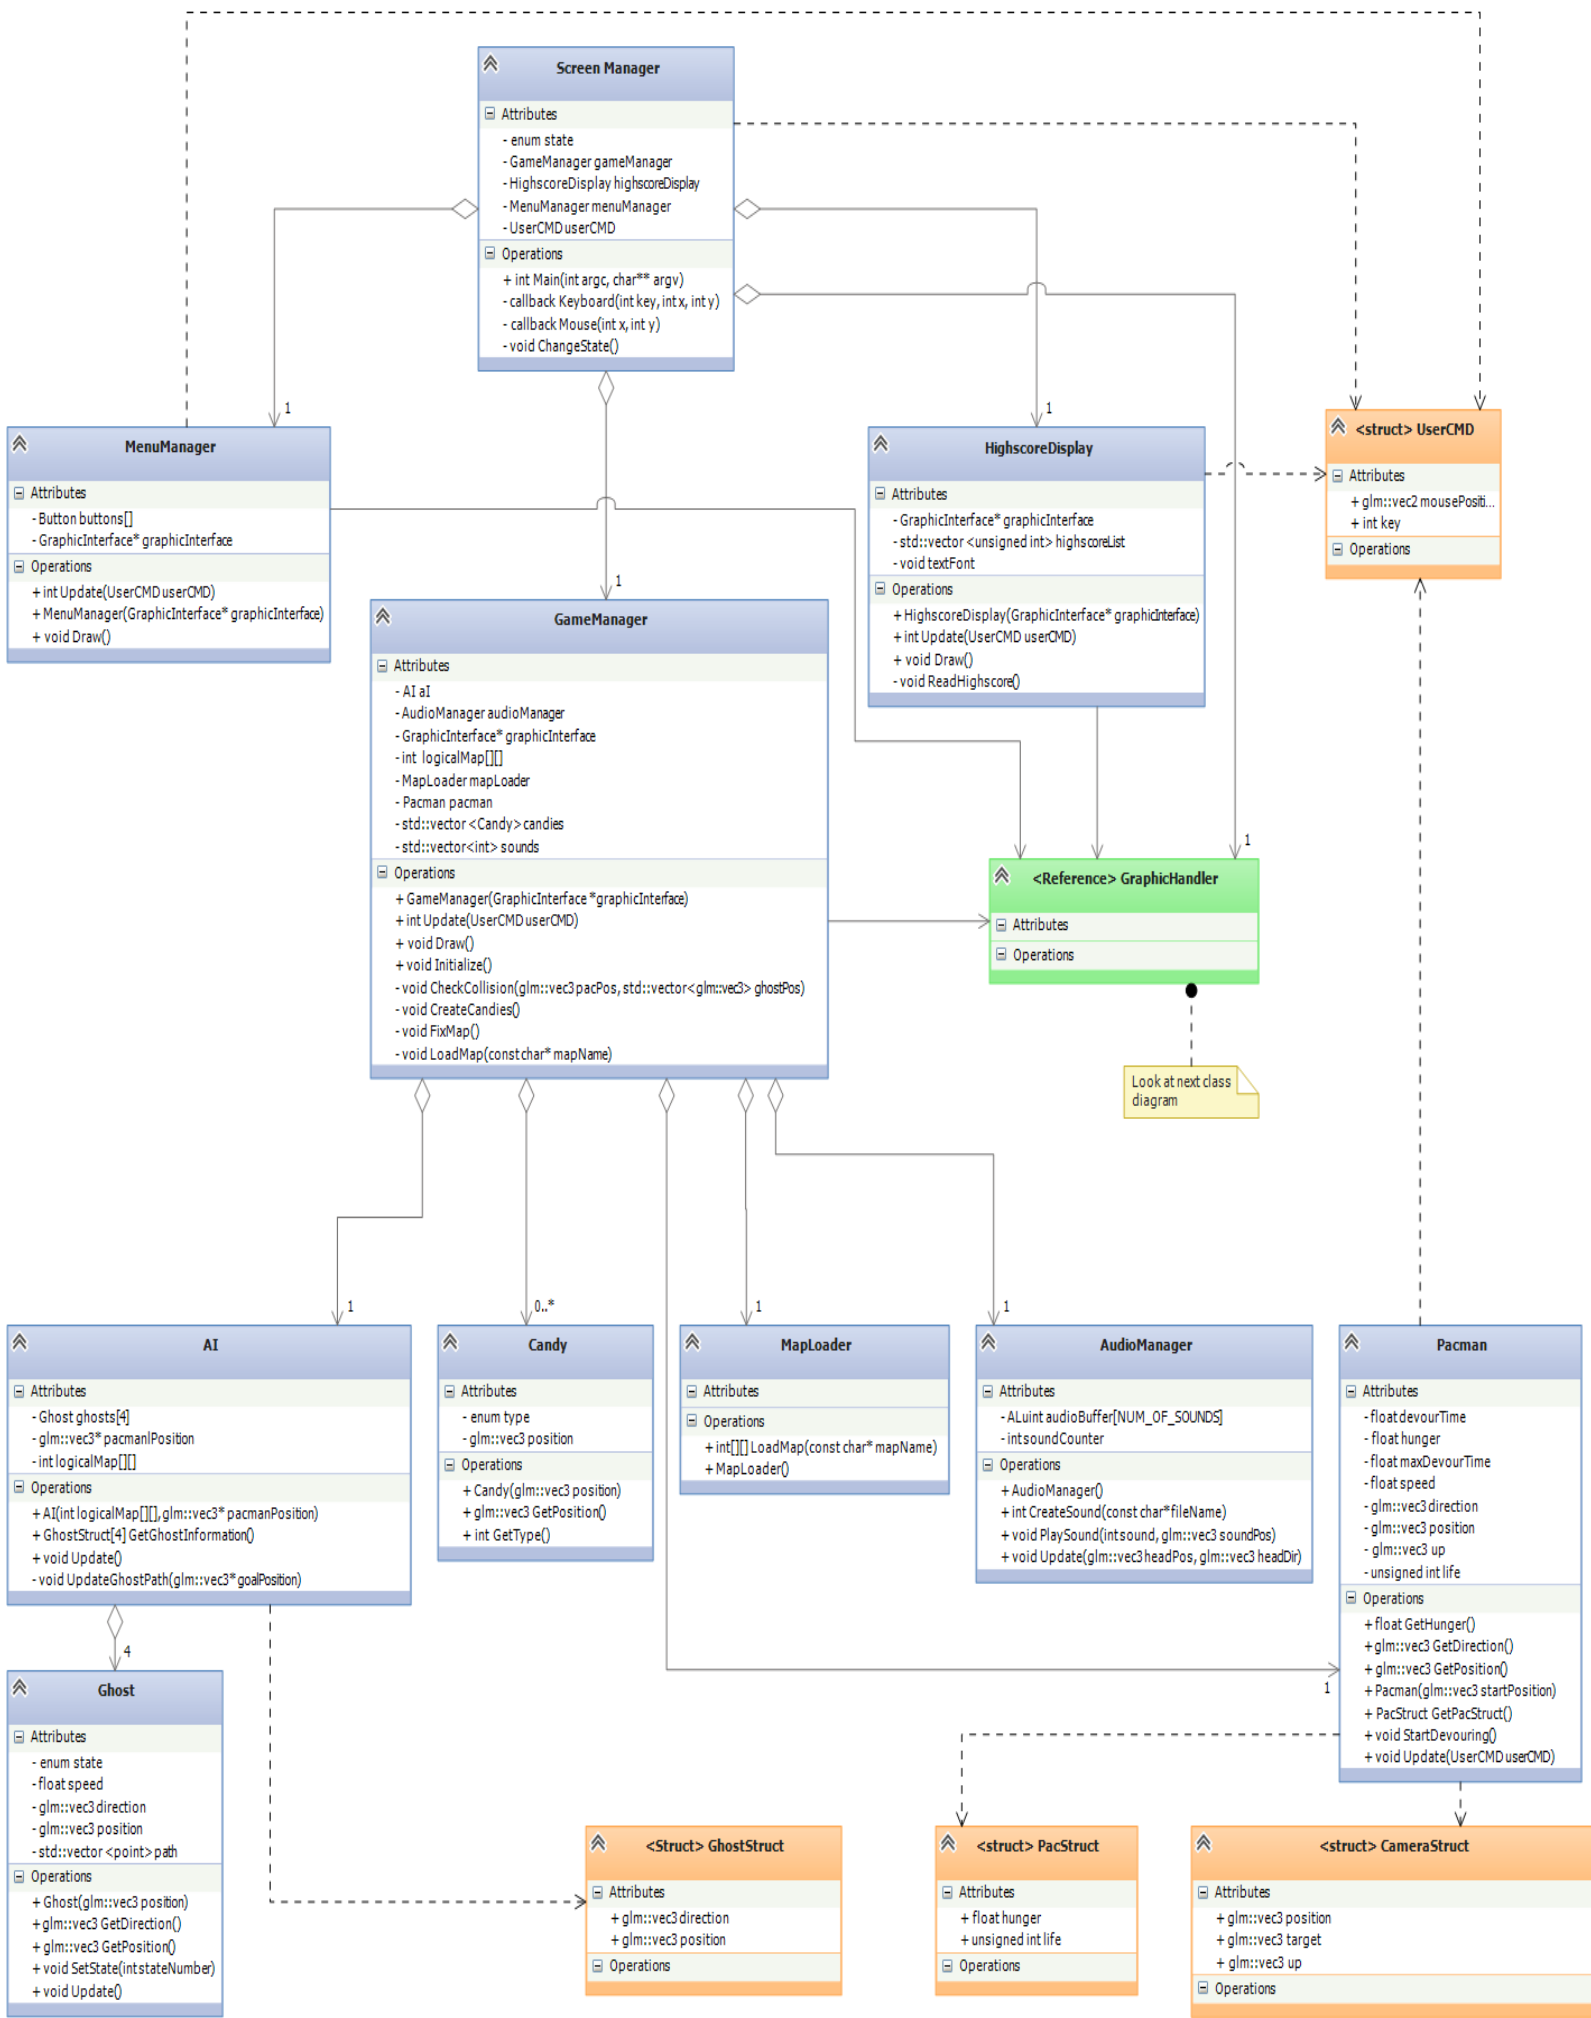 Screen Manager
Attributes
- enum state
- GameManager gameManager
- HighscoreDisplay highscoreDisplay
- MenuManager menuManager
- UserCMD userCMD
Operations
+ int Main(int argc, char** argv)
- callback Keyboard(int key, int x, int y)
- callback Mouse(int x, int y)
- void ChangeState()
1
1
1
1
MenuManager
Attributes
- Button buttons[]
- GraphicInterface* graphicInterface
Operations
+ int Update(UserCMD userCMD)
+ MenuManager(GraphicInterface* graphicInterface)
+ void Draw()
HighscoreDisplay
Attributes
- GraphicInterface* graphicInterface
- std::vector <unsigned int> highscoreList
- void textFont
Operations
+ HighscoreDisplay(GraphicInterface* graphicInterface)
+ int Update(UserCMD userCMD)
+ void Draw()
- void ReadHighscore()
<struct> UserCMD
Attributes
+ glm::vec2 mousePositi...
+ int key
Operations
GameManager
Attributes
- AI aI
- AudioManager audioManager
- GraphicInterface* graphicInterface
- int logicalMap[][]
- MapLoader mapLoader
- Pacman pacman
- std::vector <Candy> candies
- std::vector<int> sounds
Operations
+ GameManager(GraphicInterface *graphicInterface)
+ int Update(UserCMD userCMD)
+ void Draw()
+ void Initialize()
- void CheckCollision(glm::vec3 pacPos, std::vector<glm::vec3> ghostPos)
- void CreateCandies()
- void FixMap()
- void LoadMap(const char* mapName)
<Reference> GraphicHandler
Attributes
Operations
Look at next class
diagram
1
0..*
1
1
1
AI
Attributes
- Ghost ghosts[4]
- glm::vec3* pacmanlPosition
- int logicalMap[][]
Operations
+ AI(int logicalMap[][], glm::vec3* pacmanPosition)
+ GhostStruct[4] GetGhostInformation()
+ void Update()
- void UpdateGhostPath(glm::vec3* goalPosition)
4
Candy
Attributes
- enum type
- glm::vec3 position
Operations
+ Candy(glm::vec3 position)
+ glm::vec3 GetPosition()
+ int GetType()
MapLoader
Attributes
Operations
+ int[][] LoadMap(const char* mapName)
+ MapLoader()
AudioManager
Attributes
- ALuint audioBuffer[NUM_OF_SOUNDS]
- int soundCounter
Operations
+ AudioManager()
+ int CreateSound(const char* fileName)
+ void PlaySound(int sound, glm::vec3 soundPos)
+ void Update(glm::vec3 headPos, glm::vec3 headDir)
Pacman
Attributes
- float devourTime
- float hunger
- float maxDevourTime
- float speed
- glm::vec3 direction
- glm::vec3 position
- glm::vec3 up
- unsigned int life
Operations
+ float GetHunger()
+ glm::vec3 GetDirection()
+ glm::vec3 GetPosition()
+ Pacman(glm::vec3 startPosition)
+ PacStruct GetPacStruct()
+ void StartDevouring()
+ void Update(UserCMD userCMD)
Ghost
Attributes
- enum state
- float speed
- glm::vec3 direction
- glm::vec3 position
- std::vector <point> path
Operations
+ Ghost(glm::vec3 position)
+ glm::vec3 GetDirection()
+ glm::vec3 GetPosition()
+ void SetState(int stateNumber)
+ void Update()
<Struct> GhostStruct
Attributes
+ glm::vec3 direction
+ glm::vec3 position
Operations
<struct> PacStruct
Attributes
+ float hunger
+ unsigned int life
Operations
<struct> CameraStruct
Attributes
+ glm::vec3 position
+ glm::vec3 target
+ glm::vec3 up
Operations